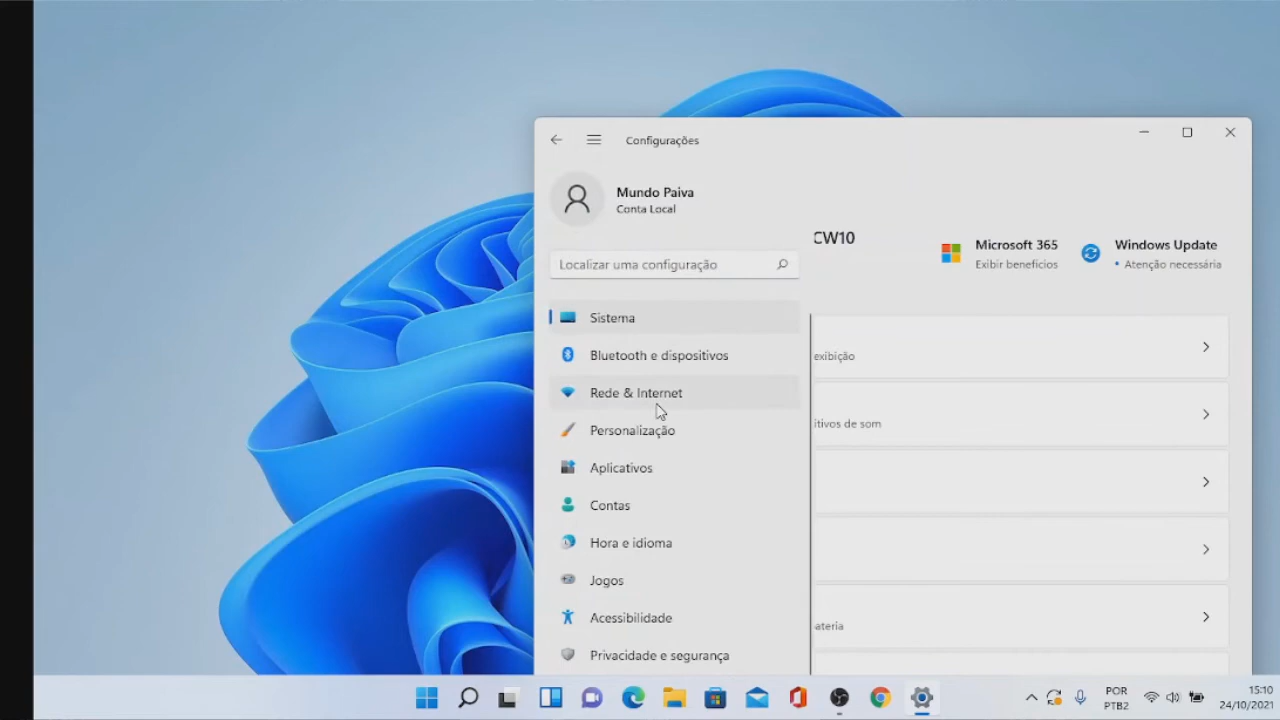 Configurações
Mundo Paiva
Conta Local
CW10
Microsoft 365
Exibir benefícios
Windows Update
• Atenção necessária
Localizar uma configuração
Sistema
Bluetooth e dispositivos
exibição
Rede & Internet
itivos de som
Personalização
Aplicativos
Contas
Hora e idioma
Jogos
Acessibilidade
ateria
Privacidade e segurança
POR
PTB2
15:10
24/10/2021